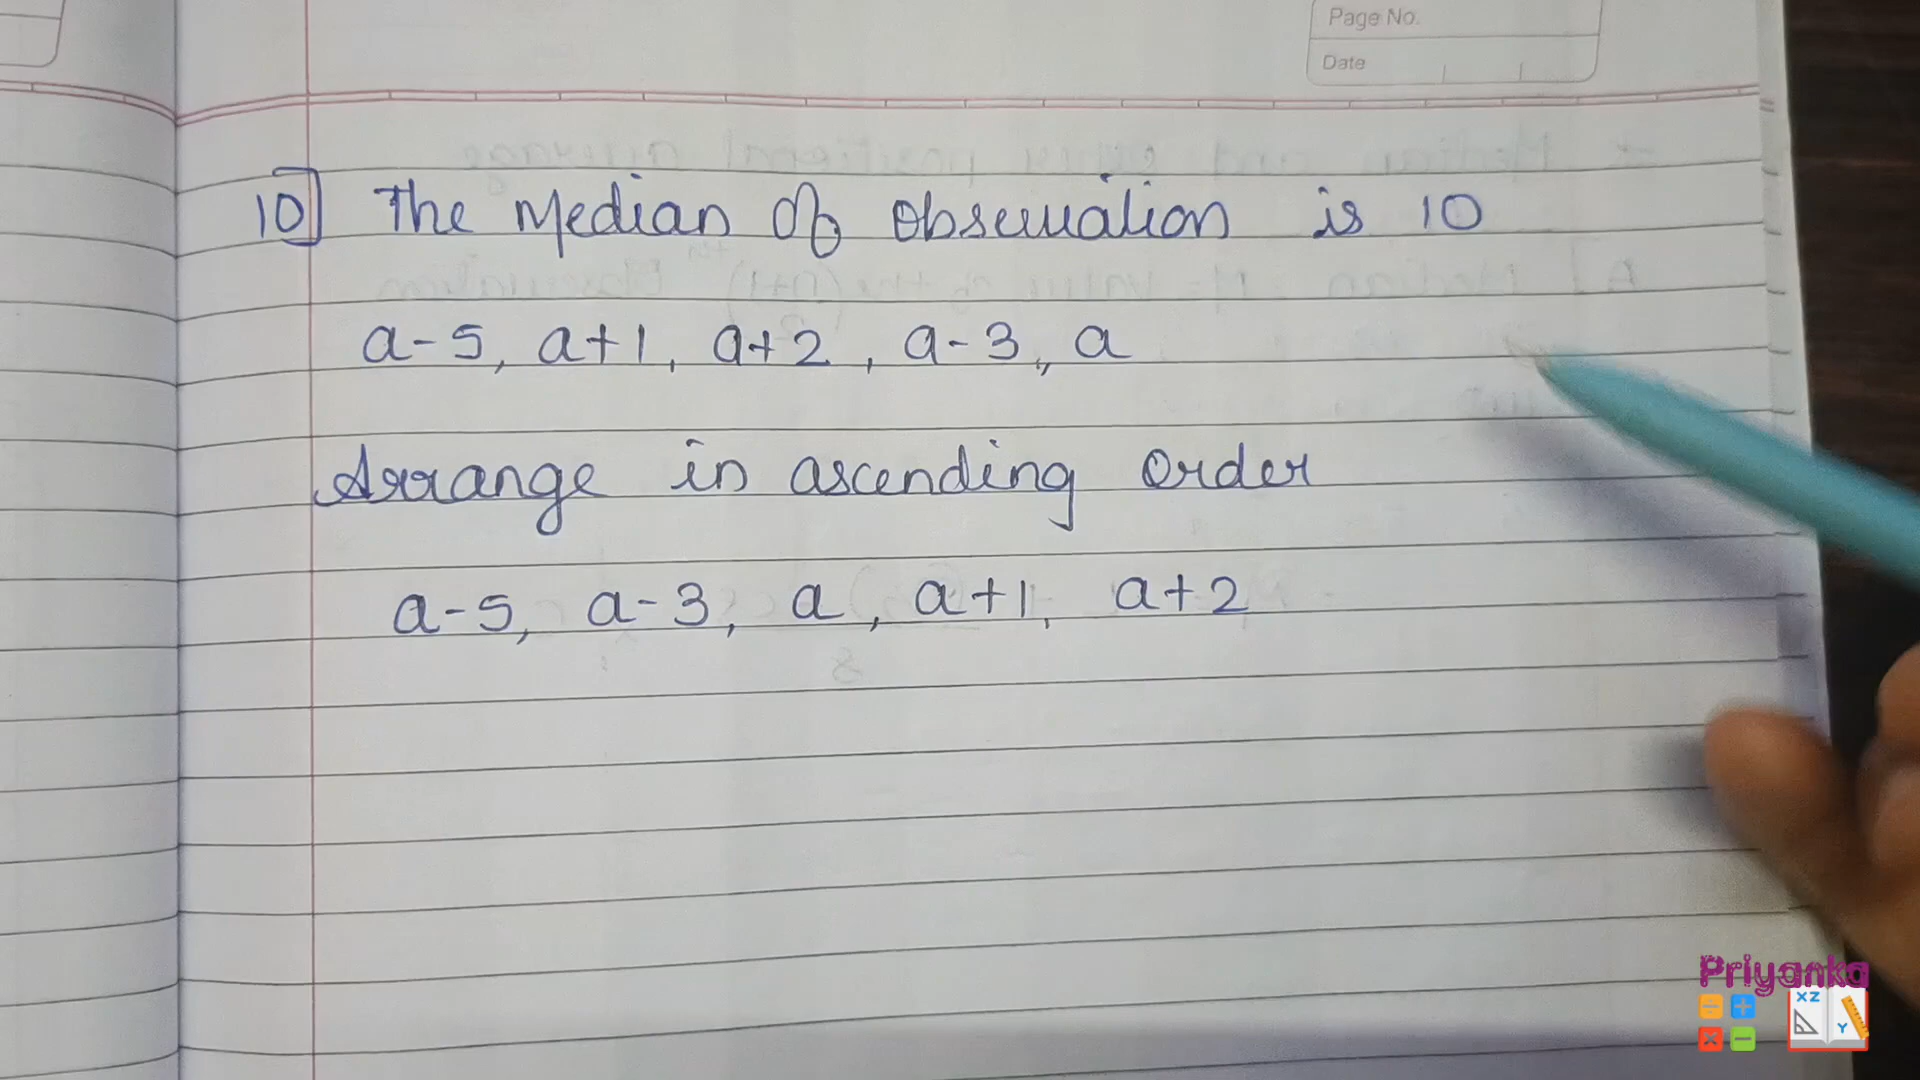 Page No.
Date
10] The Median Of Observation is 10
a-5, a+1, a+2, a-3, a
Arrange in ascending Order
a-5, a-3, a, a+1, a+2
Priyanka
XZ
Y